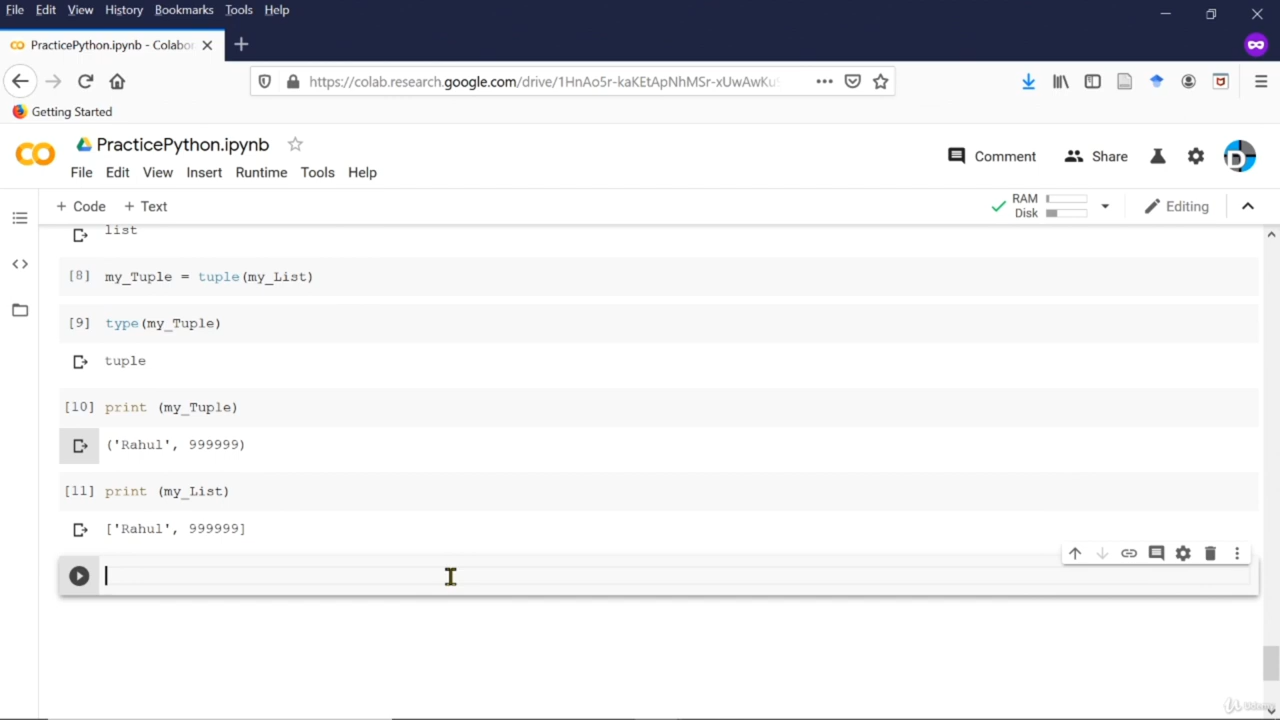 File Edit View History Bookmarks Tools Help
PracticePython.ipynb - Colabor
https://colab.research.google.com/drive/1HnAo5r-kaKEtApNhMSr-xUwAwKu
Getting Started
PracticePython.ipynb
Comment Share
File Edit View Insert Runtime Tools Help
+ Code + Text
RAM
Disk
Editing
list
[8] my_Tuple = tuple(my_List)
[9] type(my_Tuple)
tuple
[10] print (my_Tuple)
('Rahul', 999999)
[11] print (my_List)
['Rahul', 999999]